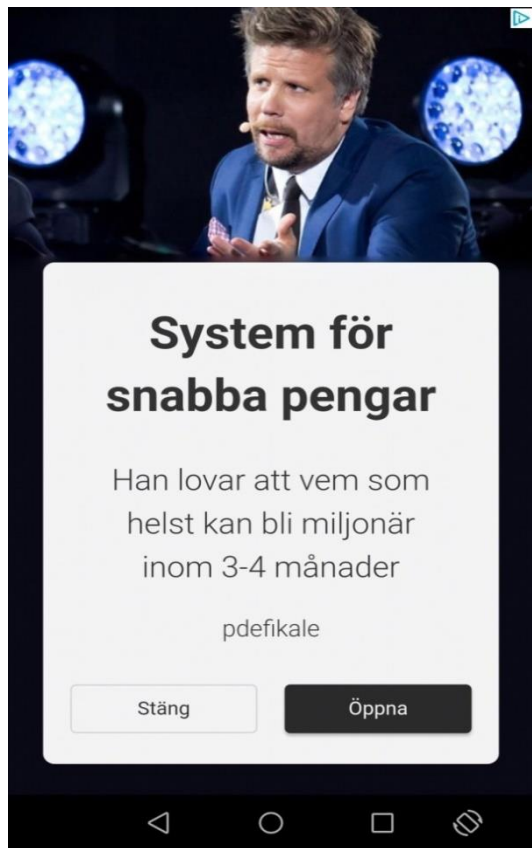 System för
snabba pengar
Han lovar att vem som
helst kan bli miljonär
inom 3-4 månader
pdefikale
Stäng
Öppna